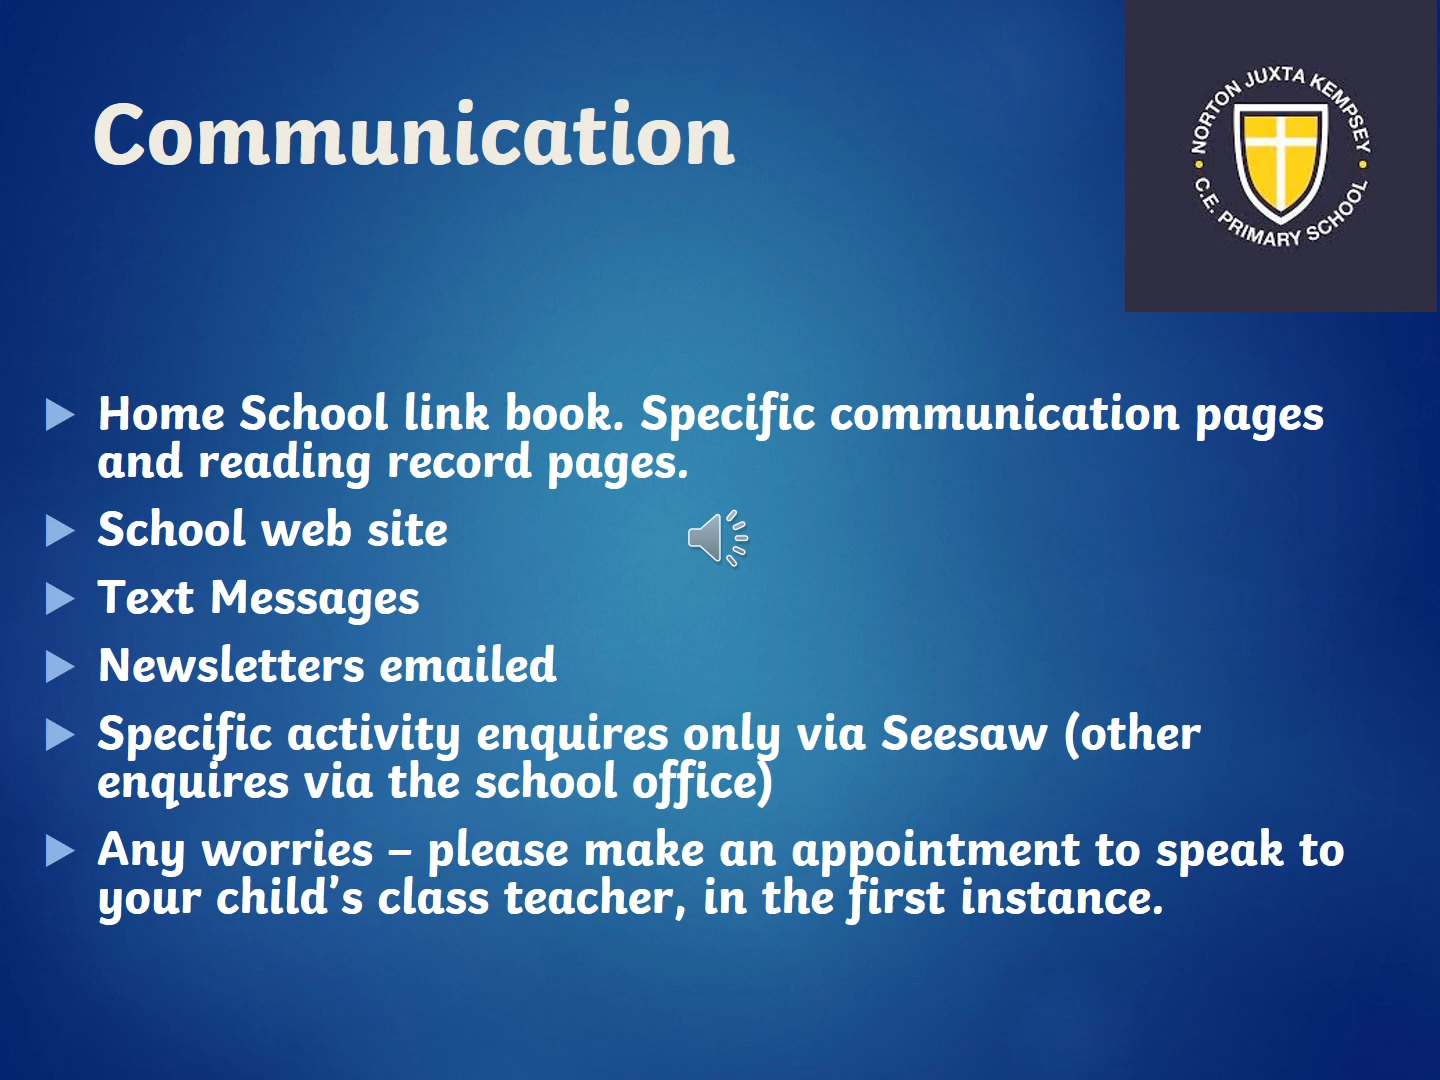 Communication
NORTON JUXTA KEMPSEY
C.E. PRIMARY SCHOOL
Home School link book. Specific communication pages
and reading record pages.
School web site
Text Messages
Newsletters emailed
Specific activity enquires only via Seesaw (other
enquires via the school office)
Any worries – please make an appointment to speak to
your child’s class teacher, in the first instance.